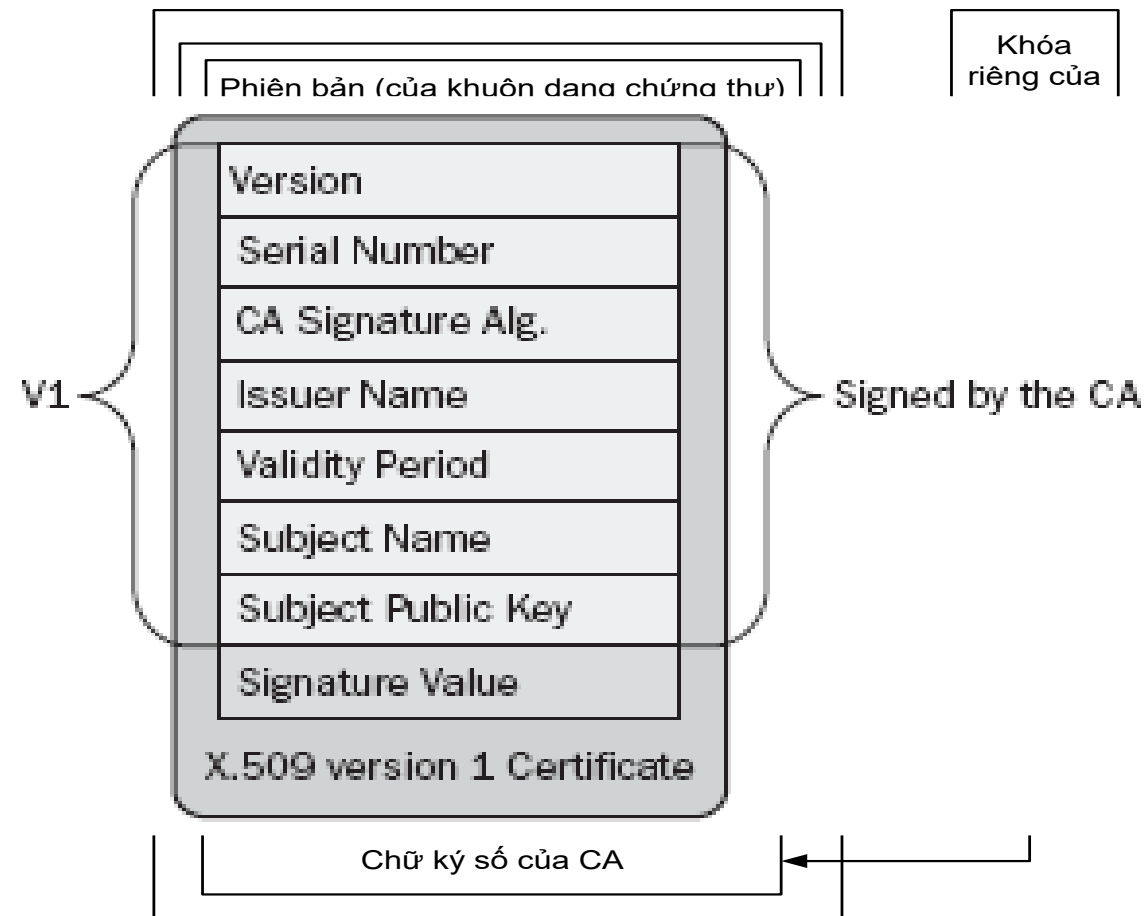 Khóa
riêng của
Phiên bản (của khuôn dạng chứng thư)
Version
Serial Number
CA Signature Alg.
V1
Issuer Name
Signed by the CA
Validity Period
Subject Name
Subject Public Key
Signature Value
X.509 version 1 Certificate
Chữ ký số của CA